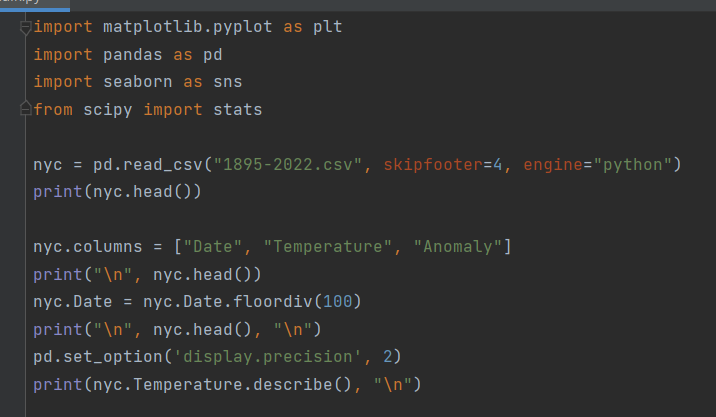 import matplotlib.pyplot as plt
import pandas as pd
import seaborn as sns
from scipy import stats
nyc = pd.read_csv("1895-2022.csv", skipfooter=4, engine="python")
print(nyc.head())
nyc.columns = ["Date", "Temperature", "Anomaly"]
print("\n", nyc.head())
nyc.Date = nyc.Date.floordiv(100)
print("\n", nyc.head(), "\n")
pd.set_option('display.precision', 2)
print(nyc.Temperature.describe(), "\n")